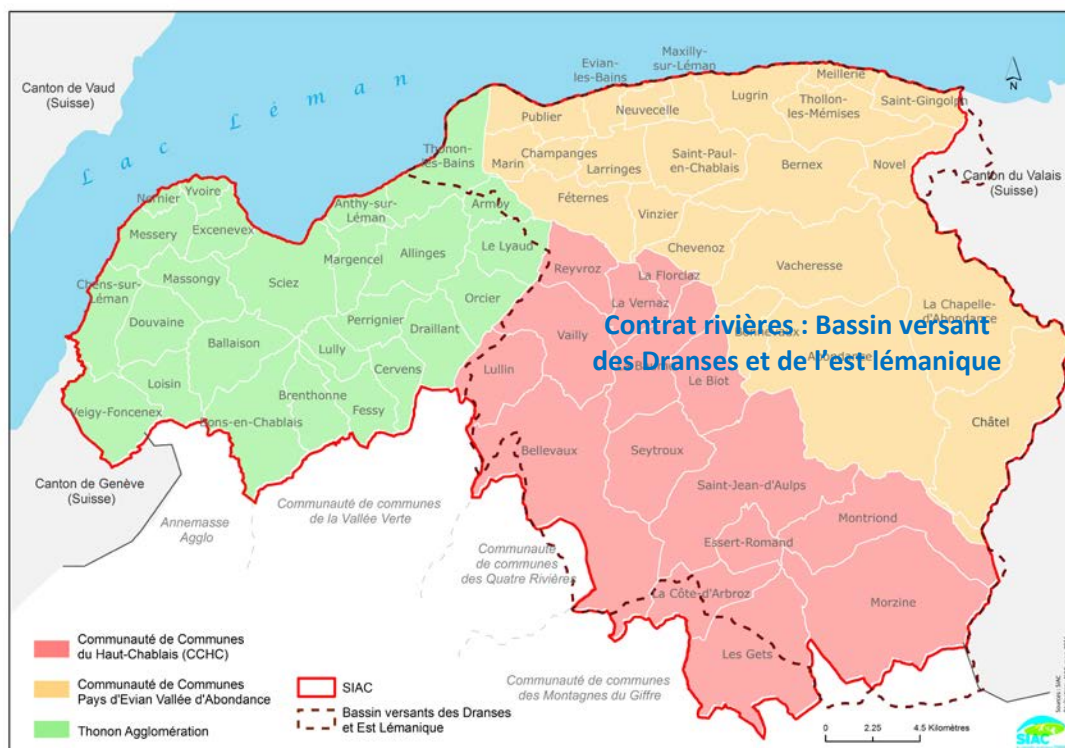 Canton de Vaud
(Suisse)
Lac Léman
Evian-
les-Bains
Maxilly-
sur-Léman
Meillerie
Publier
Neuvecelle
Lugrin
Thollon-
les-Mémises
Saint-Gingolph
N
Thonon-
les-Bains
Marin
Champanges
Larringes
Saint-Paul-
en-Chablais
Bernex
Novel
Canton du Valais
(Suisse)
Nernier
Yvoire
Anthy-sur-
Léman
Armoy
Féternes
Vinzier
Messery
Excenevex
Margencel
Allinges
Le Lyaud
Chevenoz
Vacheresse
Chens-sur-
Léman
Massongy
Sciez
Orcier
Reyvroz
La Florclaz
La Chapelle-
d'Abondance
Douvaine
Perrignier
Draillant
La Vernaz
Vailly
Contrat rivières : Bassin versant
des Dranses et de l'est lémanique
Bonnevaux
Abondance
Ballaison
Lully
Cervens
Lullin
Le Biot
Loisin
Brenthonne
Fessy
Veigy-Foncenex
Bons-en-Chablais
Châtel
Bellevaux
Seytroux
Canton de Genève
(Suisse)
Saint-Jean-d'Aulps
Annemasse
Agglo
Communauté de communes
de la Vallée Verte
Montriond
Essert-Romand
Communauté
de communes
des Quatre Rivières
La Côte-d'Arbroz
Morzine
Les Gets
Communauté de communes
des Montagnes du Giffre
Communauté de Communes
du Haut-Chablais (CCHC)
Communauté de Communes
Pays d'Evian Vallée d'Abondance
Thonon Agglomération
SIAC
Bassin versants des Dranses
et Est Lémanique
0 2.25 4.5 Kilomètres
SIAC